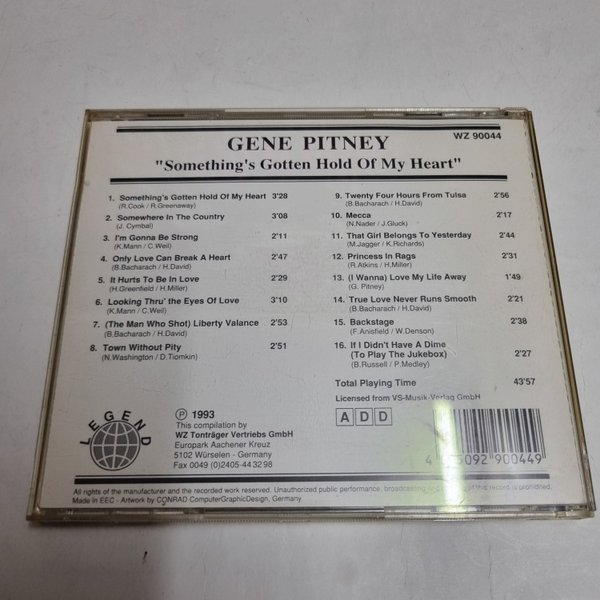 GENE PITNEY
WZ 90044
"Something's Gotten Hold Of My Heart"
1. Something's Gotten Hold Of My Heart 3'28
(R.Cook / R.Greenaway)
2. Somewhere In The Country 3'08
(J. Cymbal)
3. I'm Gonna Be Strong 2'11
(K.Mann / C.Weil)
4. Only Love Can Break A Heart 2'47
(B.Bacharach / H.David)
5. It Hurts To Be In Love 2'29
(H.Greenfield / H.Miller)
6. Looking Thru' the Eyes Of Love 3'10
(K.Mann / C.Weil)
7. (The Man Who Shot) Liberty Valance 2'53
(B.Bacharach / H.David)
8. Town Without Pity 2'51
(N.Washington / D.Tiomkin)
9. Twenty Four Hours From Tulsa 2'56
(B.Bacharach / H.David)
10. Mecca 2'17
(N.Nader / J.Gluck)
11. That Girl Belongs To Yesterday 2'44
(M.Jagger / K.Richards)
12. Princess In Rags 2'31
(R.Atkins / H.Miller)
13. (I Wanna) Love My Life Away 1'49
(G. Pitney)
14. True Love Never Runs Smooth 2'21
(B.Bacharach / H.David)
15. Backstage 2'38
(F.Anisfield / W.Denson)
16. If I Didn't Have A Dime
(To Play The Jukebox) 2'27
(B.Russell / P.Medley)
Total Playing Time 43'57
Licensed from VS-Musik-Verlag GmbH
LEGEND
Ⓟ 1993
This compilation by
WZ Tonträger Vertriebs GmbH
Europark Aachener Kreuz
5102 Würselen - Germany
Fax 0049 (0)2405-44 32 98
A D D
092 900449
All rights of the manufacturer and the recorded work reserved. Unauthorized public performance, broadcasting and of this record is prohibited.
Made in EEC - Artwork by CONRAD ComputerGraphicDesign, Germany